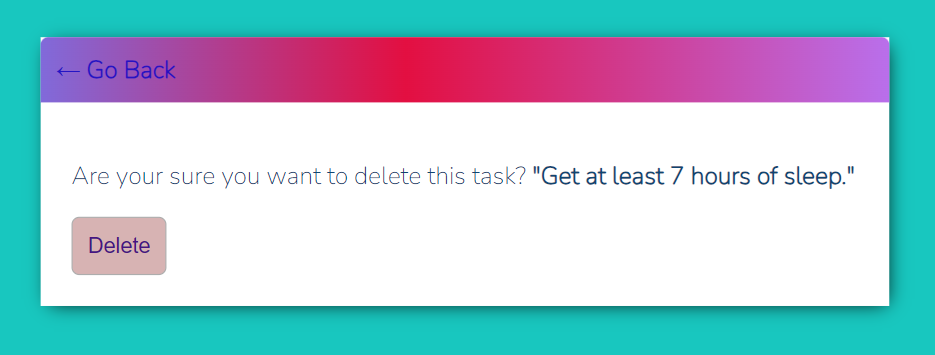 ← Go Back
Are your sure you want to delete this task? "Get at least 7 hours of sleep."
Delete